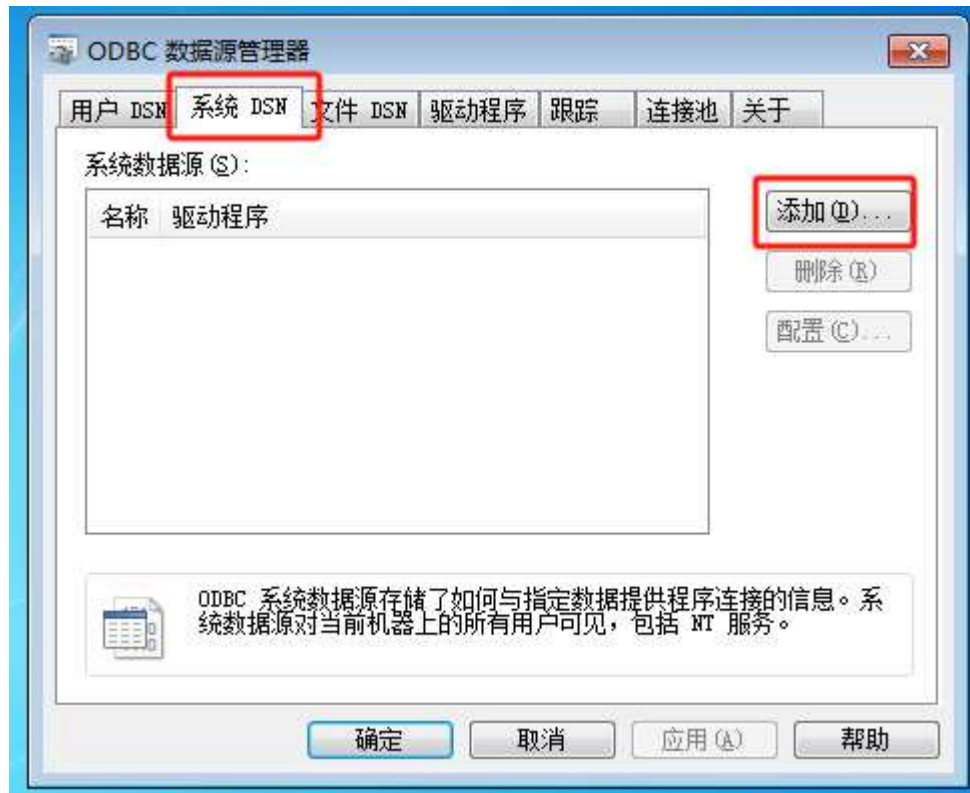 ODBC 数据源管理器
用户 DSN 系统 DSN 文件 DSN 驱动程序 跟踪 连接池 关于
系统数据源(S):
名称 驱动程序
添加(D)...
删除(R)
配置(C)...
ODBC 系统数据源存储了如何与指定数据提供程序连接的信息。系
统数据源对当前机器上的所有用户可见，包括 NT 服务。
确定 取消 应用(A) 帮助